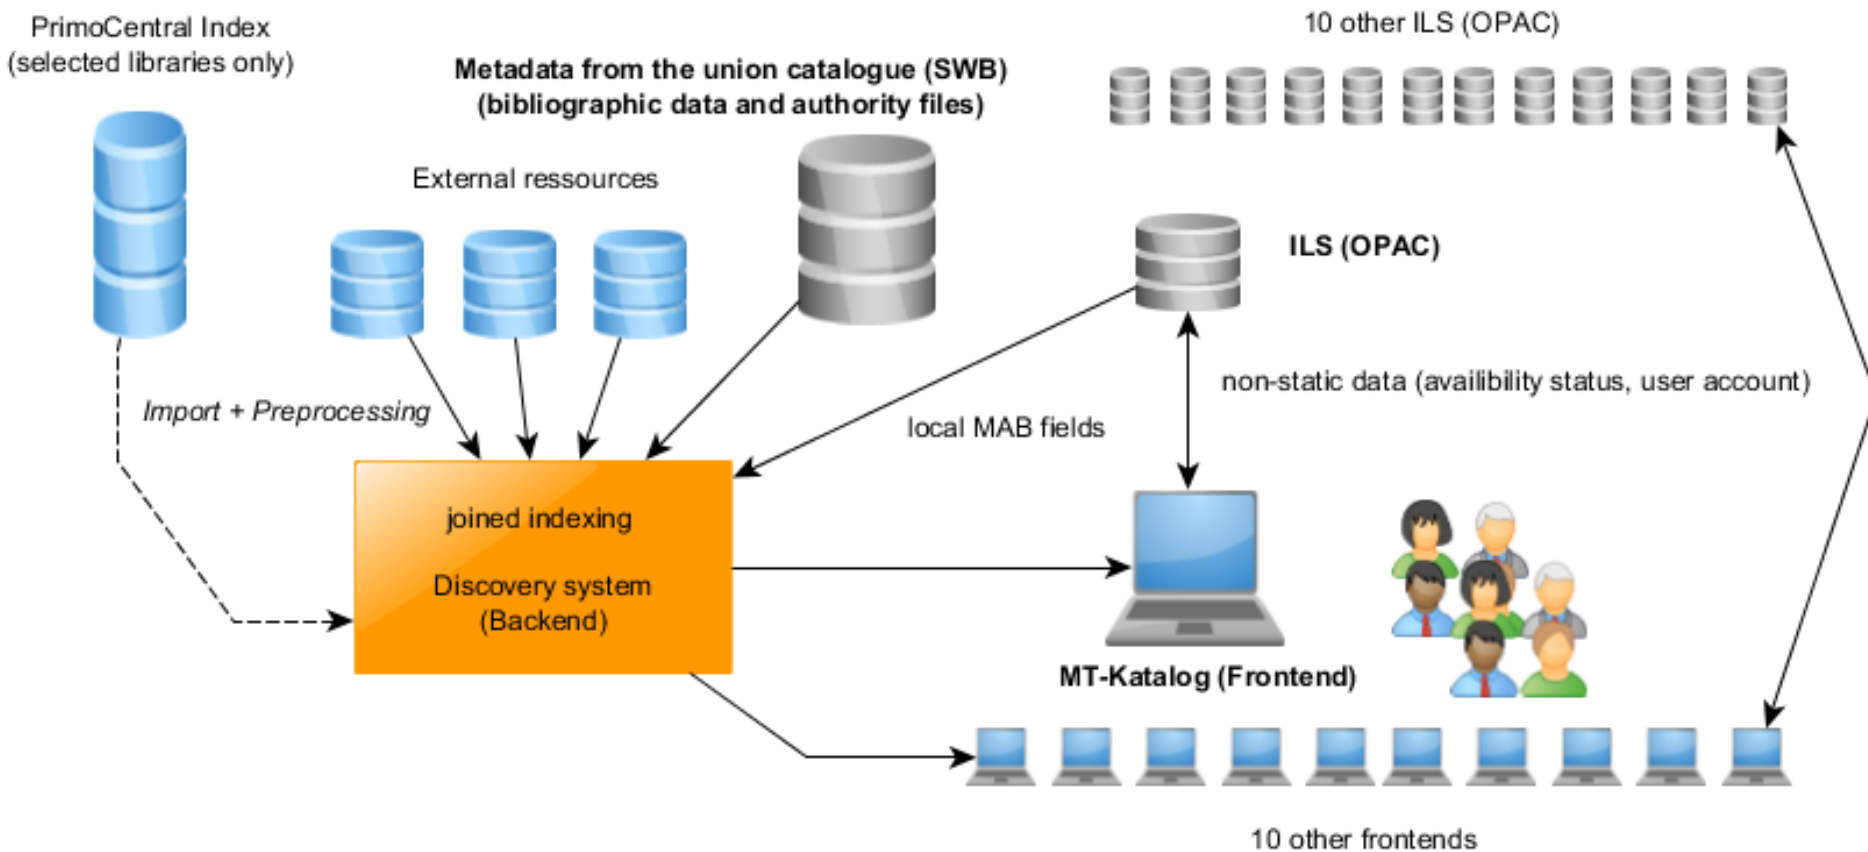 PrimoCentral Index
(selected libraries only)
Metadata from the union catalogue (SWB)
(bibliographic data and authority files)
10 other ILS (OPAC)
External ressources
ILS (OPAC)
Import + Preprocessing
local MAB fields
non-static data (availibility status, user account)
joined indexing
Discovery system
(Backend)
MT-Katalog (Frontend)
10 other frontends